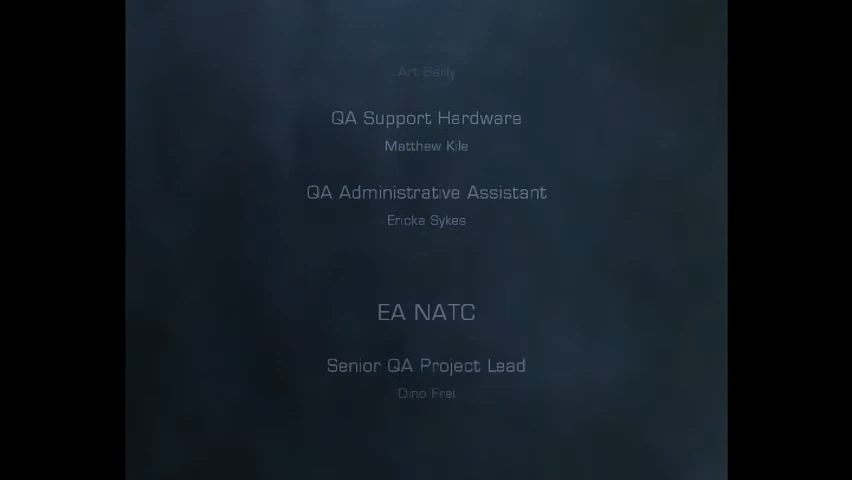 Art Baily
QA Support Hardware
Matthew Kile
QA Administrative Assistant
Ericka Sykes
EA NATC
Senior QA Project Lead
Dino Frei